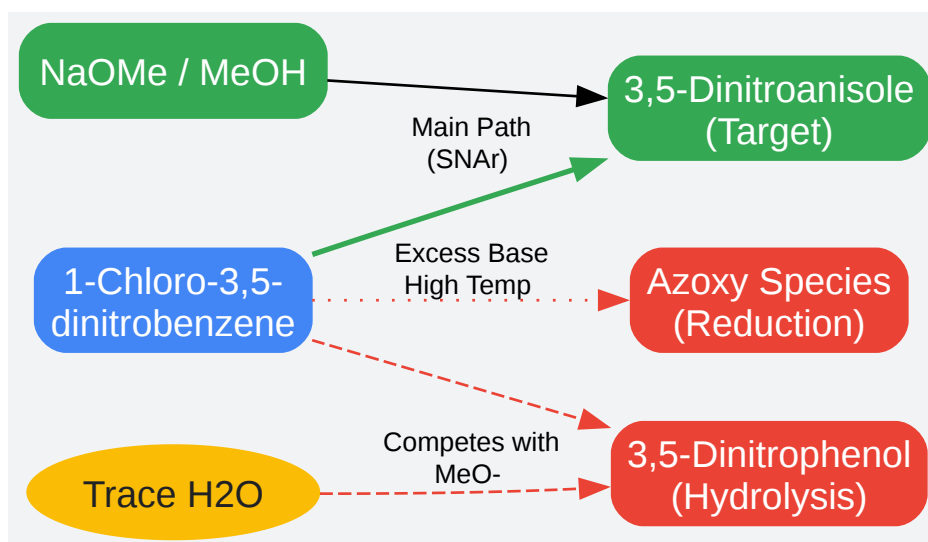 NaOMe / MeOH
3,5-Dinitroanisole
(Target)
Main Path
(SNAr)
1-Chloro-3,5-
dinitrobenzene
Excess Base
High Temp
Azoxy Species
(Reduction)
Trace H2O
Competes with
MeO-
3,5-Dinitrophenol
(Hydrolysis)